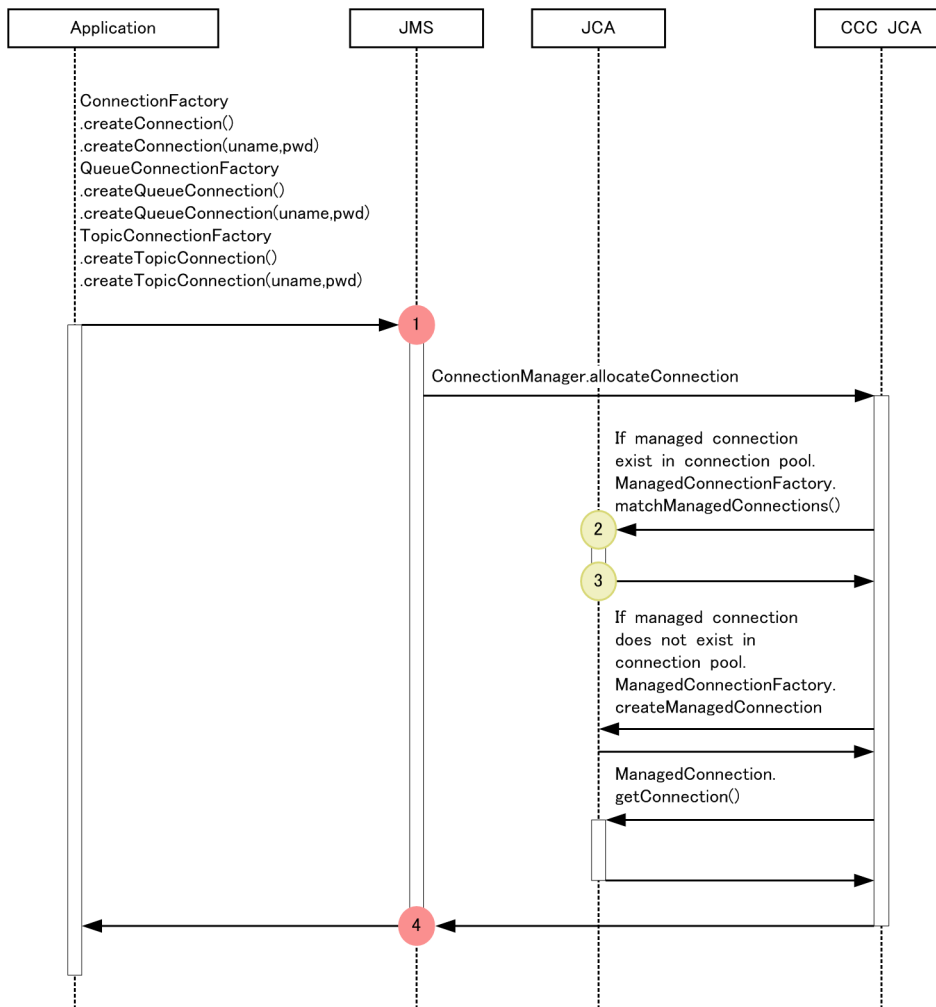 Application
JMS
JCA
CCC JCA
ConnectionFactory
.createConnection()
.createConnection(uname,pwd)
QueueConnectionFactory
.createQueueConnection()
.createQueueConnection(uname,pwd)
TopicConnectionFactory
.createTopicConnection()
.createTopicConnection(uname,pwd)
1
ConnectionManager.allocateConnection
If managed connection
exist in connection pool.
ManagedConnectionFactory.
matchManagedConnections()
2
3
If managed connection
does not exist in
connection pool.
ManagedConnectionFactory.
createManagedConnection
ManagedConnection.
getConnection()
4